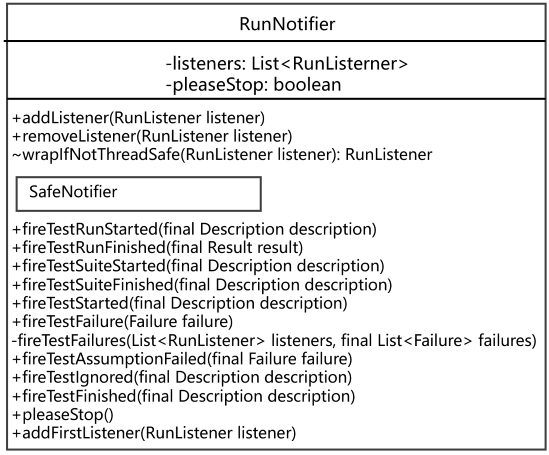 RunNotifier
-listeners: List<RunListerner>
-pleaseStop: boolean
+addListener(RunListener listener)
+removeListener(RunListener listener)
~wrapIfNotThreadSafe(RunListener listener): RunListener
SafeNotifier
+fireTestRunStarted(final Description description)
+fireTestRunFinished(final Result result)
+fireTestSuiteStarted(final Description description)
+fireTestSuiteFinished(final Description description)
+fireTestStarted(final Description description)
+fireTestFailure(Failure failure)
-fireTestFailures(List<RunListener> listeners, final List<Failure> failures)
+fireTestAssumptionFailed(final Failure failure)
+fireTestIgnored(final Description description)
+fireTestFinished(final Description description)
+pleaseStop()
+addFirstListener(RunListener listener)